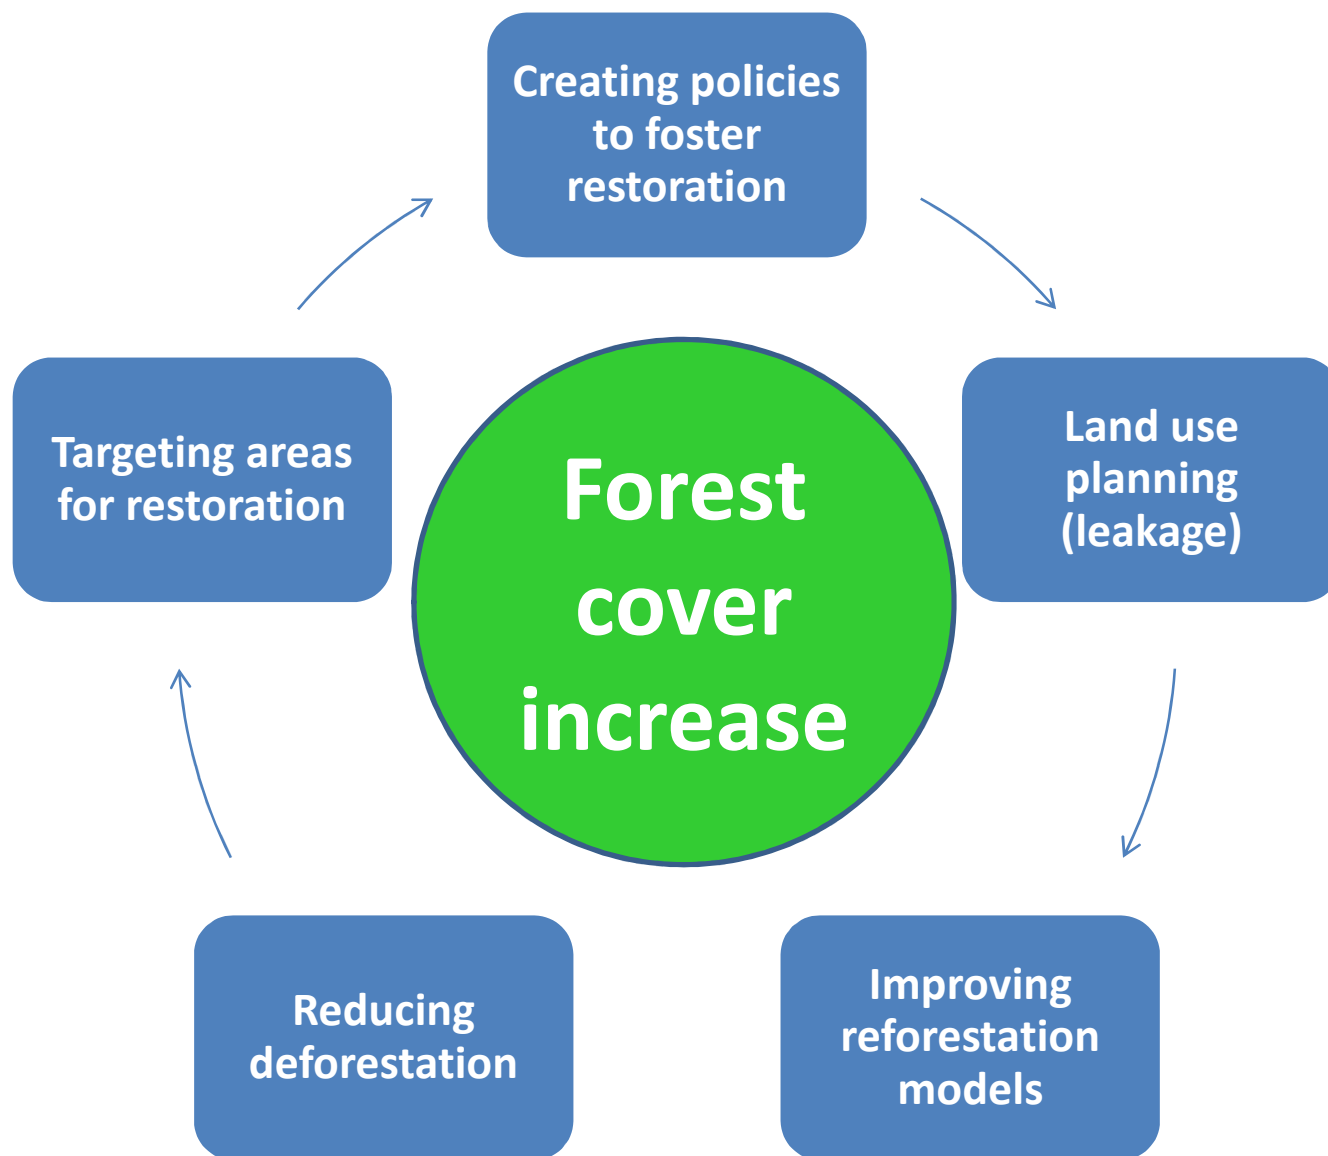 Creating policies
to foster
restoration
Targeting areas
for restoration
Forest
cover
increase
Land use
planning
(leakage)
Reducing
deforestation
Improving
reforestation
models